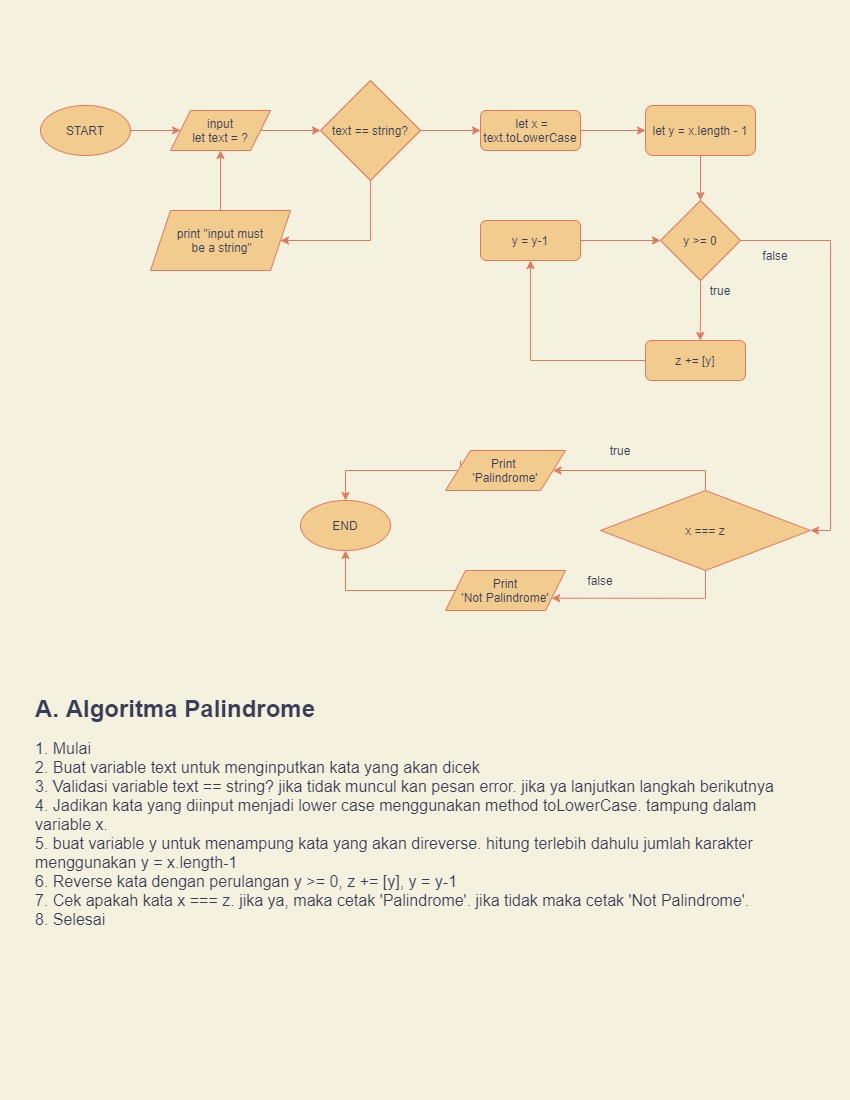 START
input
let text = ?
text == string?
let x =
text.toLowerCase
let y = x.length - 1
print "input must
be a string"
y = y-1
y >= 0
false
true
z += [y]
Print
'Palindrome'
true
END
x === z
Print
'Not Palindrome'
false
A. Algoritma Palindrome
1. Mulai
2. Buat variable text untuk menginputkan kata yang akan dicek
3. Validasi variable text == string? jika tidak muncul kan pesan error. jika ya lanjutkan langkah berikutnya
4. Jadikan kata yang diinput menjadi lower case menggunakan method toLowerCase. tampung dalam
variable x.
5. buat variable y untuk menampung kata yang akan direverse. hitung terlebih dahulu jumlah karakter
menggunakan y = x.length-1
6. Reverse kata dengan perulangan y >= 0, z += [y], y = y-1
7. Cek apakah kata x === z. jika ya, maka cetak 'Palindrome'. jika tidak maka cetak 'Not Palindrome'.
8. Selesai